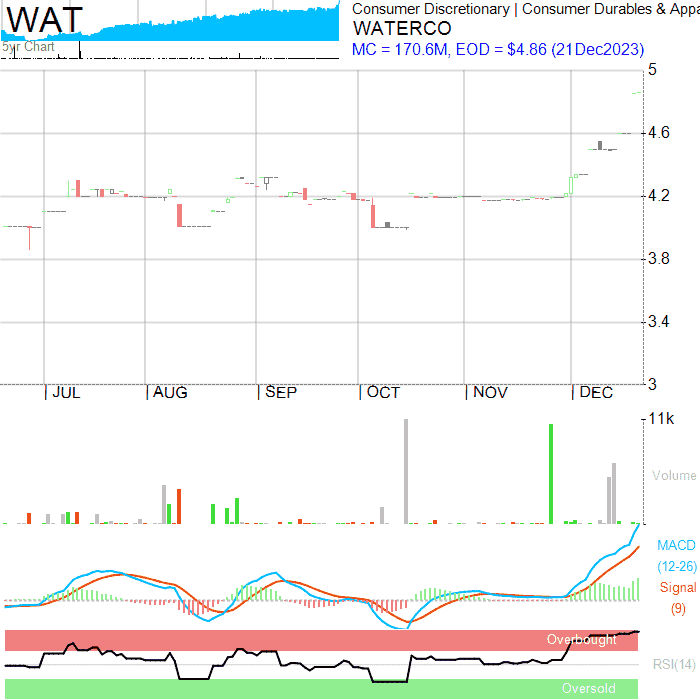 WAT
5yr Chart
Consumer Discretionary | Consumer Durables & Appa
WATERCO
MC = 170.6M, EOD = $4.86 (21Dec2023)
5
4.6
4.2
3.8
3.4
3
JUL AUG SEP OCT NOV DEC
11k
Volume
MACD
(12-26)
Signal
(9)
Overbought
RSI(14)
Oversold